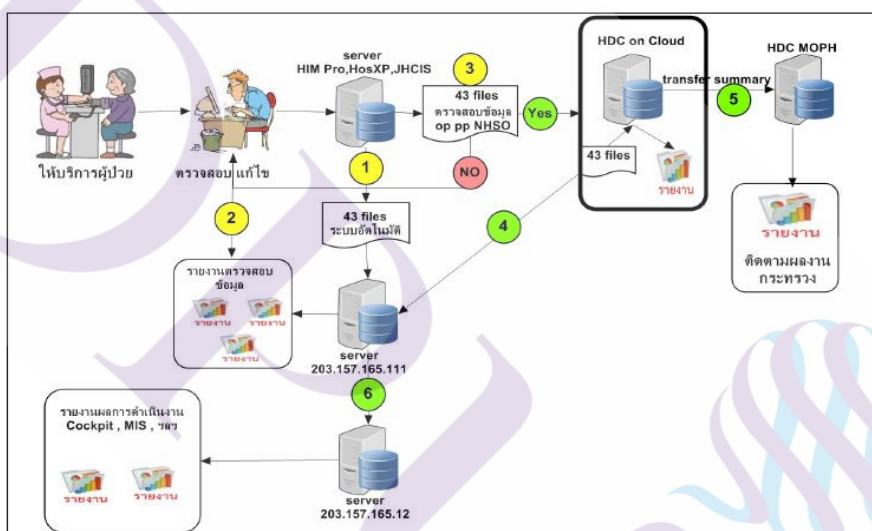 server
HIM Pro,HosXP,JHCIS
3
43 files
ตรวจสอบข้อมูล
op pp NHSO
Yes
NO
HDC on Cloud
43 files
รายงาน
transfer summary
5
HDC MOPH
รายงาน
ติดตามผลงาน
กระทรวง
ให้บริการผู้ป่วย
ตรวจสอบ แก้ไข
1
2
43 files
ระบบอัตโนมัติ
4
รายงานตรวจสอบ
ข้อมูล
รายงาน
รายงาน
รายงาน
server
203.157.165.111
6
รายงานผลการดำเนินงาน
Cockpit , MIS , ฯลฯ
รายงาน
รายงาน
server
203.157.165.12